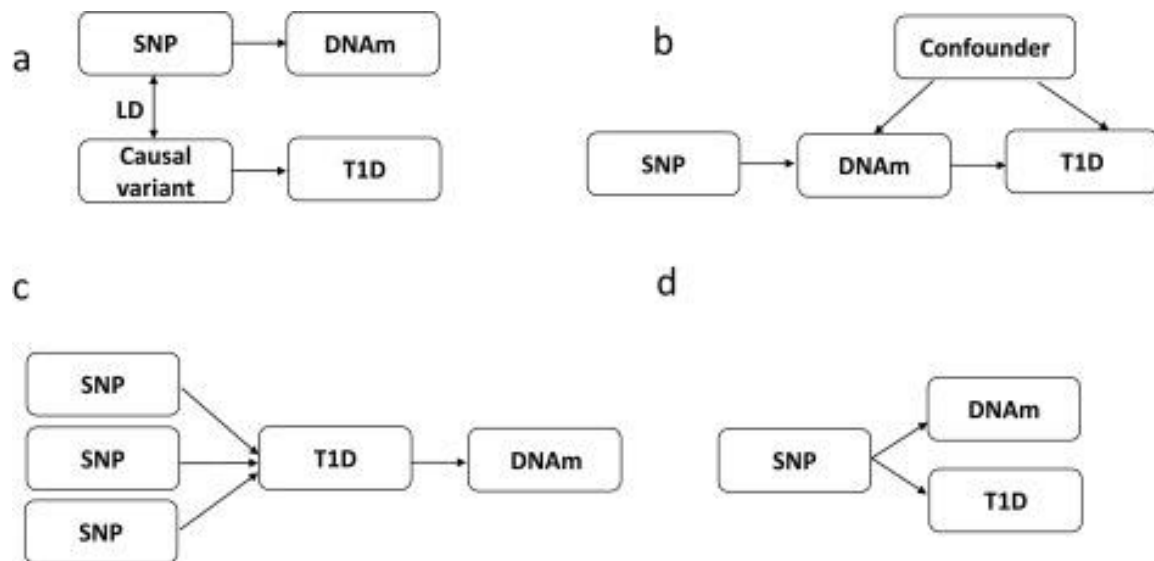 a
SNP
DNAm
LD
Causal
variant
T1D
b
Confounder
SNP
DNAm
T1D
c
SNP
SNP
SNP
T1D
DNAm
d
SNP
DNAm
T1D